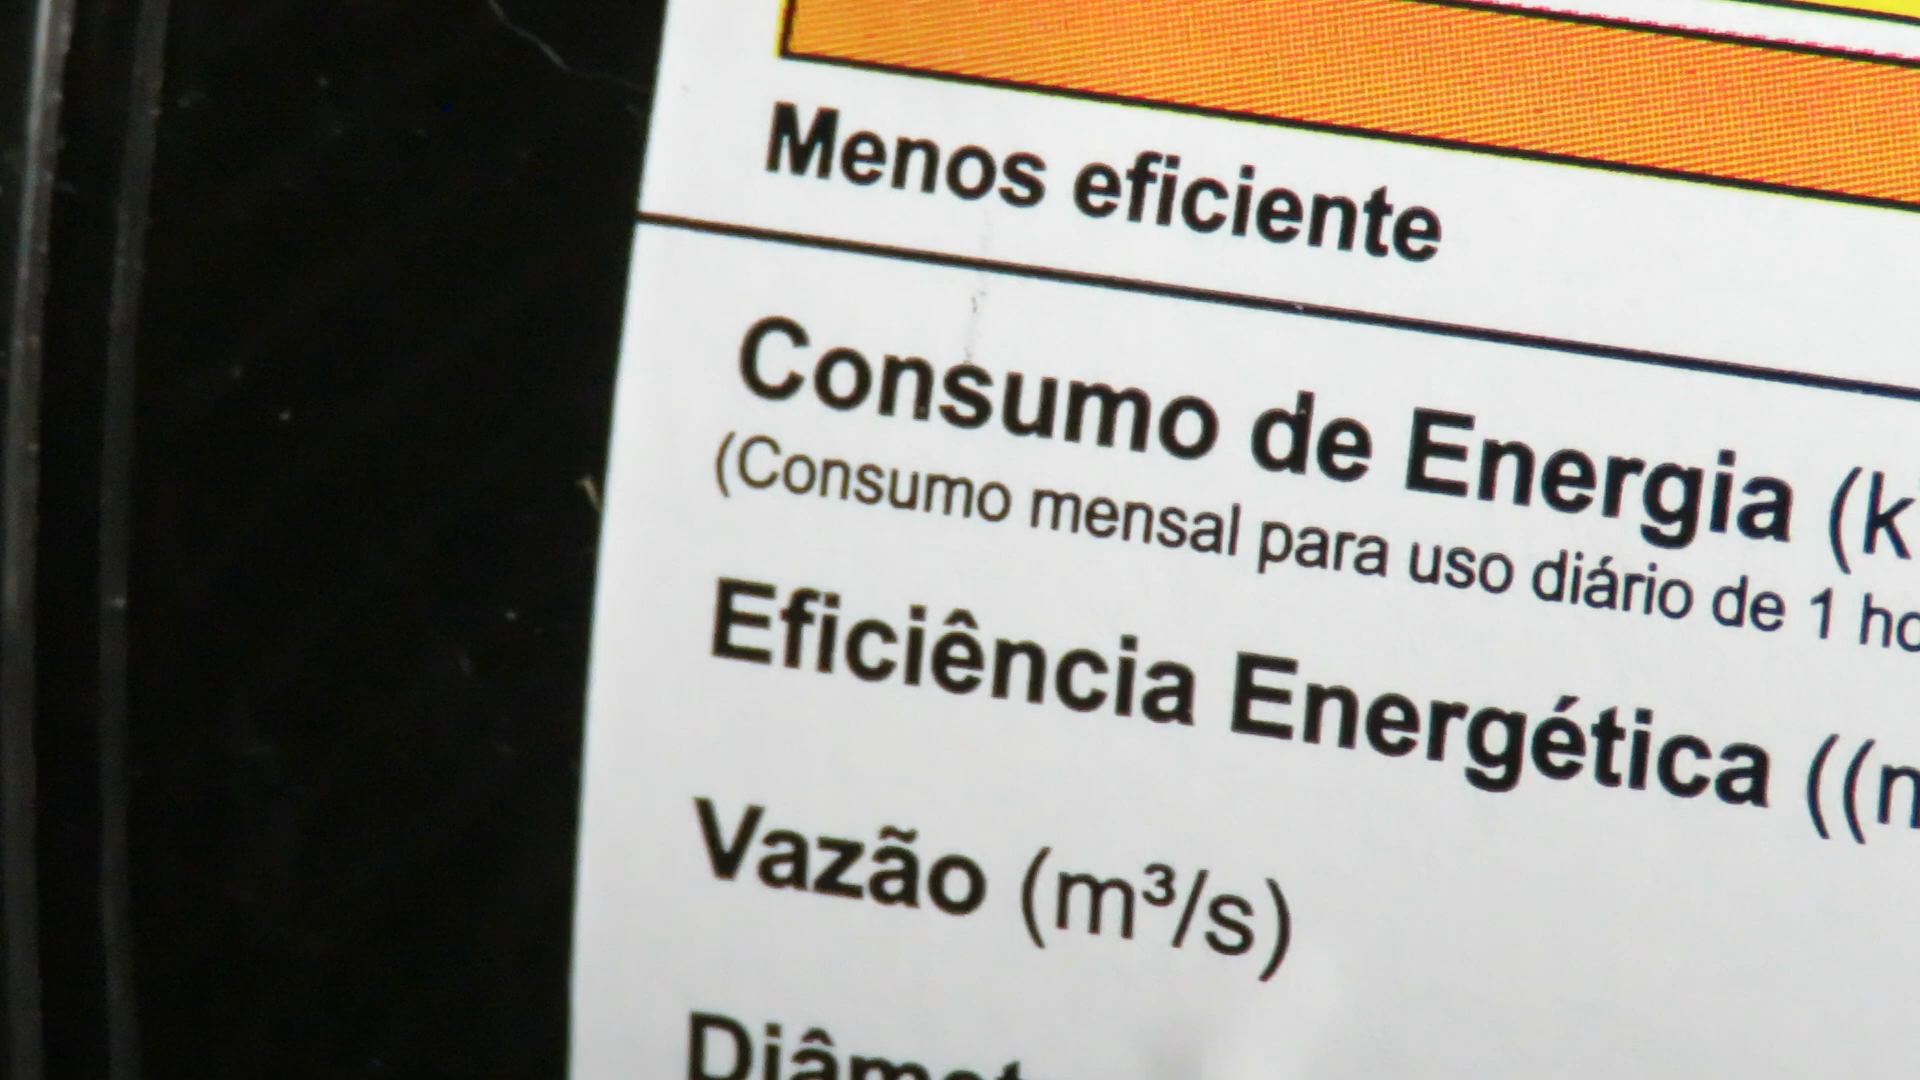 Menos eficiente
Consumo de Energia (k
(Consumo mensal para uso diário de 1 ho
Eficiência Energética ((m
Vazão (m³/s)